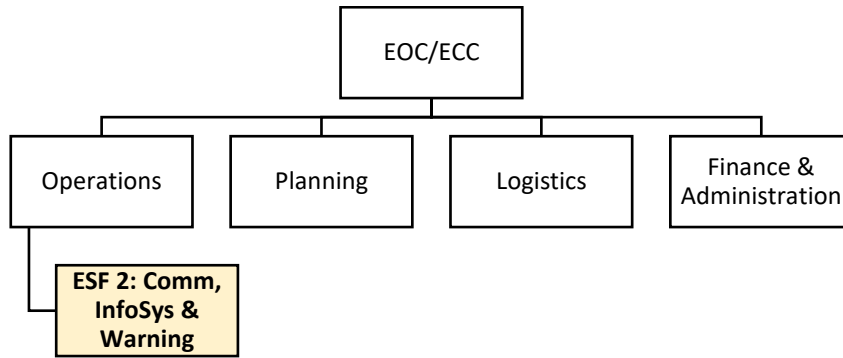 EOC/ECC
Operations
Planning
Logistics
Finance &
Administration
ESF 2: Comm,
InfoSys &
Warning